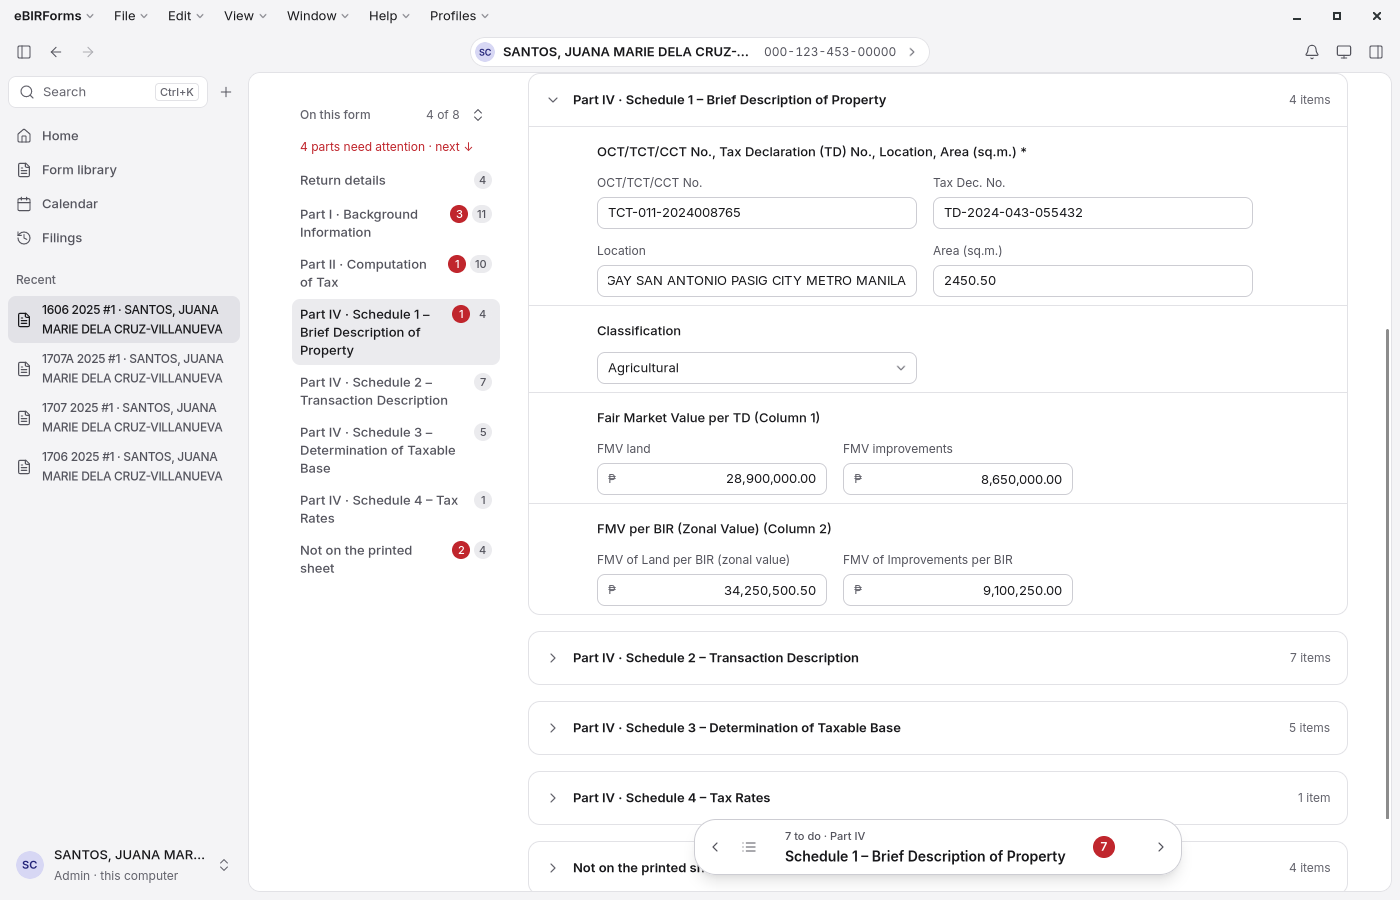 eBIRForms File Edit View Window Help Profiles
SC SANTOS, JUANA MARIE DELA CRUZ-... 000-123-453-00000
Search Ctrl+K
Home
Form library
Calendar
Filings
Recent
1606 2025 #1 · SANTOS, JUANA
MARIE DELA CRUZ-VILLANUEVA
1707A 2025 #1 · SANTOS, JUANA
MARIE DELA CRUZ-VILLANUEVA
1707 2025 #1 · SANTOS, JUANA
MARIE DELA CRUZ-VILLANUEVA
1706 2025 #1 · SANTOS, JUANA
MARIE DELA CRUZ-VILLANUEVA
SC SANTOS, JUANA MAR...
Admin · this computer
On this form 4 of 8
4 parts need attention · next ↓
Return details 4
Part I · Background 3 11
Information
Part II · Computation 1 10
of Tax
Part IV · Schedule 1 – 1 4
Brief Description of
Property
Part IV · Schedule 2 – 7
Transaction Description
Part IV · Schedule 3 – 5
Determination of Taxable
Base
Part IV · Schedule 4 – Tax 1
Rates
Not on the printed 2 4
sheet
Part IV · Schedule 1 – Brief Description of Property 4 items
OCT/TCT/CCT No., Tax Declaration (TD) No., Location, Area (sq.m.) *
OCT/TCT/CCT No. Tax Dec. No.
TCT-011-2024008765 TD-2024-043-055432
Location Area (sq.m.)
GAY SAN ANTONIO PASIG CITY METRO MANILA 2450.50
Classification
Agricultural
Fair Market Value per TD (Column 1)
FMV land FMV improvements
₱ 28,900,000.00 ₱ 8,650,000.00
FMV per BIR (Zonal Value) (Column 2)
FMV of Land per BIR (zonal value) FMV of Improvements per BIR
₱ 34,250,500.50 ₱ 9,100,250.00
Part IV · Schedule 2 – Transaction Description 7 items
Part IV · Schedule 3 – Determination of Taxable Base 5 items
Part IV · Schedule 4 – Tax Rates 1 item
Not on the printed sh 4 items
7 to do · Part IV
Schedule 1 – Brief Description of Property 7